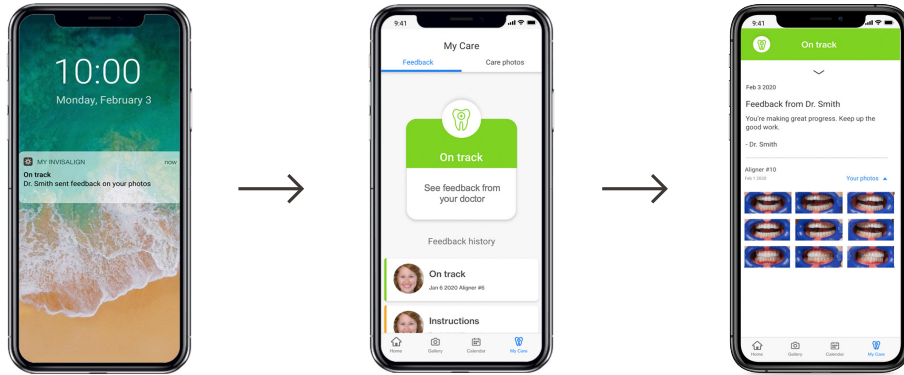 10:00
Monday, February 3
MY INVISALIGN now
On track
Dr. Smith sent feedback on your photos
9:41
My Care
Feedback Care photos
On track
See feedback from
your doctor
Feedback history
On track
Jan 6 2020 Aligner #6
Instructions
Home Gallery Calendar My Care
9:41
On track
Feb 3 2020
Feedback from Dr. Smith
You're making great progress. Keep up the
good work.
- Dr. Smith
Aligner #10
Feb 1 2020 Your photos
Home Gallery Calendar My Care